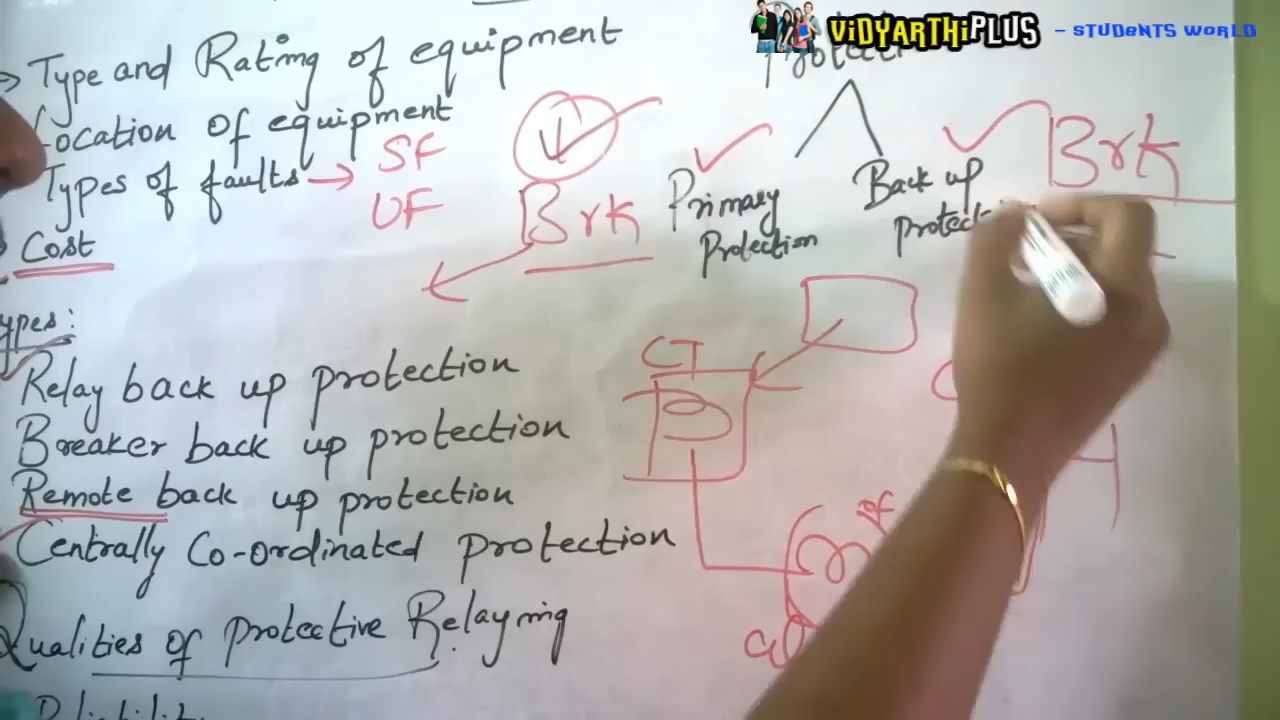 ViDYARTHiPLUS - STUDENTS WORLD
Type and Rating of equipment
Location of equipment
Types of faults → SF
UF
Cost
Brk
Primary
Protection
Back up
Brk
CT
ypes:
Relay back up protection
Breaker back up protection
Remote back up protection
Centrally Co-ordinated protection
Qualities of protective Relaying